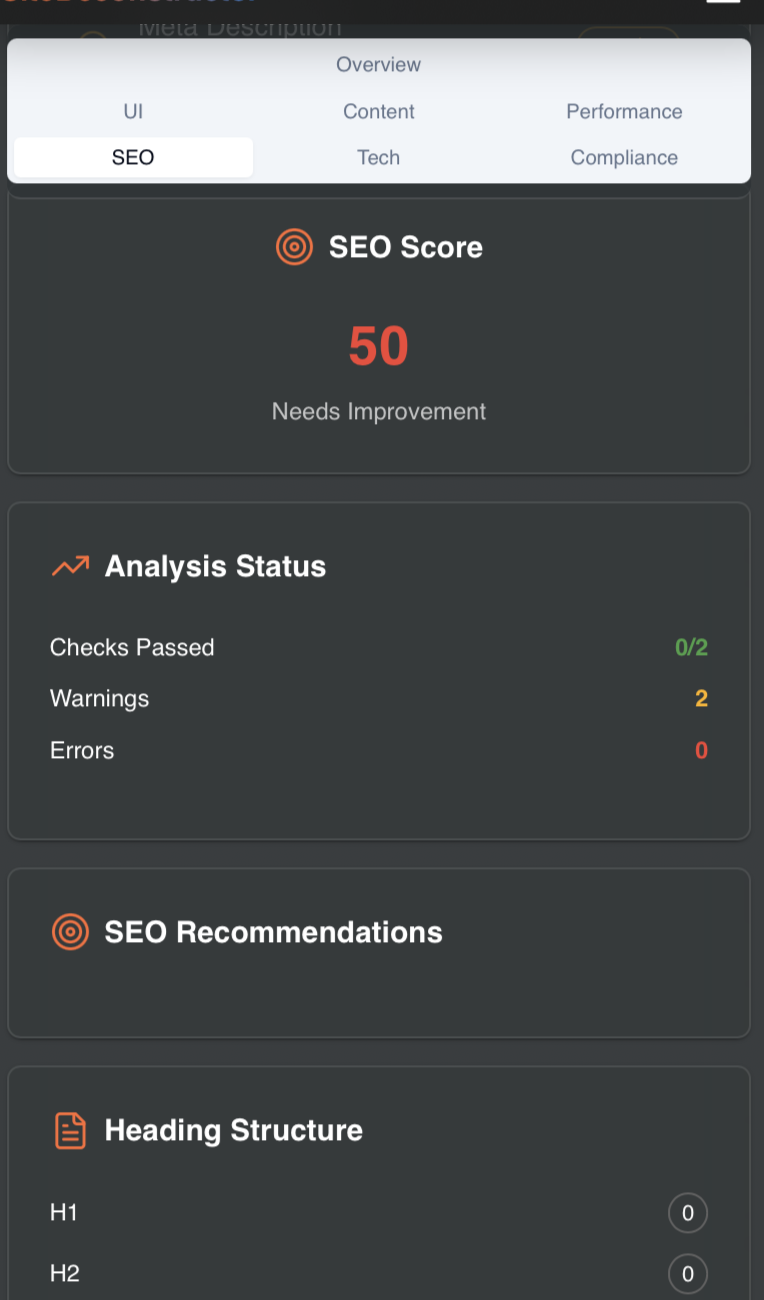 Meta Description
Overview
UI Content Performance
SEO Tech Compliance
SEO Score
50
Needs Improvement
Analysis Status
Checks Passed 0/2
Warnings 2
Errors 0
SEO Recommendations
Heading Structure
H1 0
H2 0